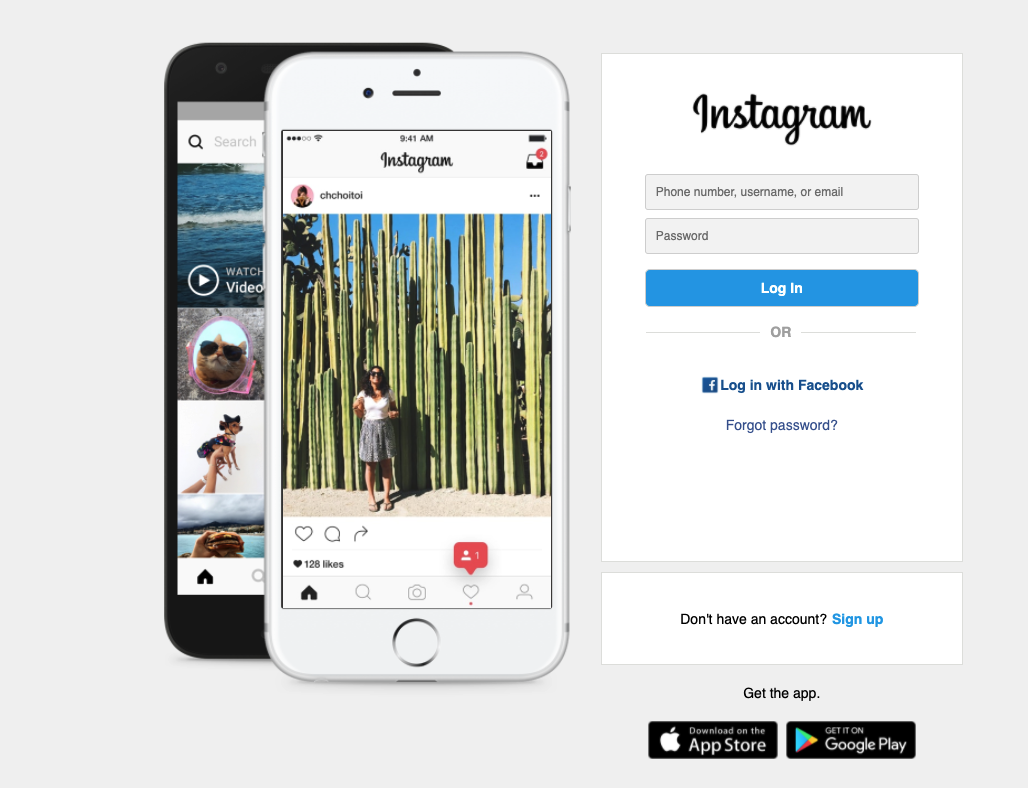 Search
WATCH
Video
9:41 AM
Instagram
2
chchoitoi
128 likes
1
Instagram
Phone number, username, or email
Password
Log In
OR
Log in with Facebook
Forgot password?
Don't have an account? Sign up
Get the app.
Download on the
App Store
GET IT ON
Google Play